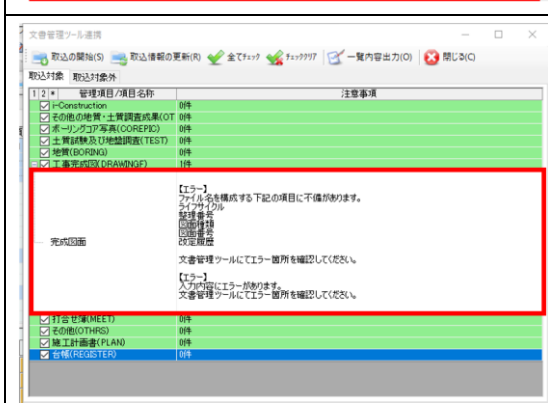 文書管理ツール連携
取込の開始(S) 取込情報の更新(R) 全てチェック チェッククリア 一覧内容出力(O) 閉じる(C)
取込対象 取込対象外
1 2 * 管理項目/項目名称 注意事項
i-Construction 0件
その他の地質・土質調査成果(OT 0件
ボーリングコア写真(COREPIC) 0件
土質試験及び地盤調査(TEST) 0件
地質(BORING) 0件
工事完成図(DRAWINGF) 1件
【エラー】
ファイル名を構成する下記の項目に不備があります。
ライフサイクル
整理番号
図面種類
図面番号
改定履歴
完成図面
文書管理ツールにてエラー箇所を確認してください。
【エラー】
入力内容にエラーがあります。
文書管理ツールにてエラー箇所を確認してください。
打合せ簿(MEET) 0件
その他(OTHRS) 0件
施工計画書(PLAN) 0件
台帳(REGISTER) 0件